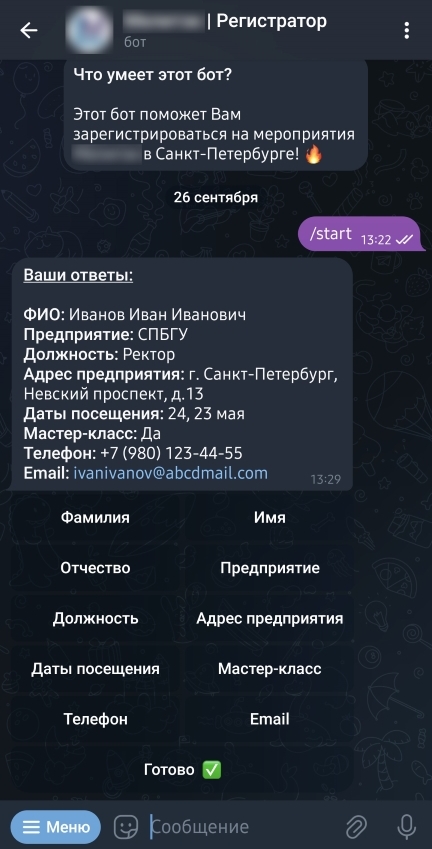 | Регистратор
бот
Что умеет этот бот?
Этот бот поможет Вам
зарегистрироваться на мероприятия
в Санкт-Петербурге! 🔥
26 сентября
/start 13:22
Ваши ответы:
ФИО: Иванов Иван Иванович
Предприятие: СПБГУ
Должность: Ректор
Адрес предприятия: г. Санкт-Петербург,
Невский проспект, д.13
Даты посещения: 24, 23 мая
Мастер-класс: Да
Телефон: +7 (980) 123-44-55
Email: ivanivanov@abcdmail.com 13:29
Фамилия Имя
Отчество Предприятие
Должность Адрес предприятия
Даты посещения Мастер-класс
Телефон Email
Готово ✅
Меню Сообщение